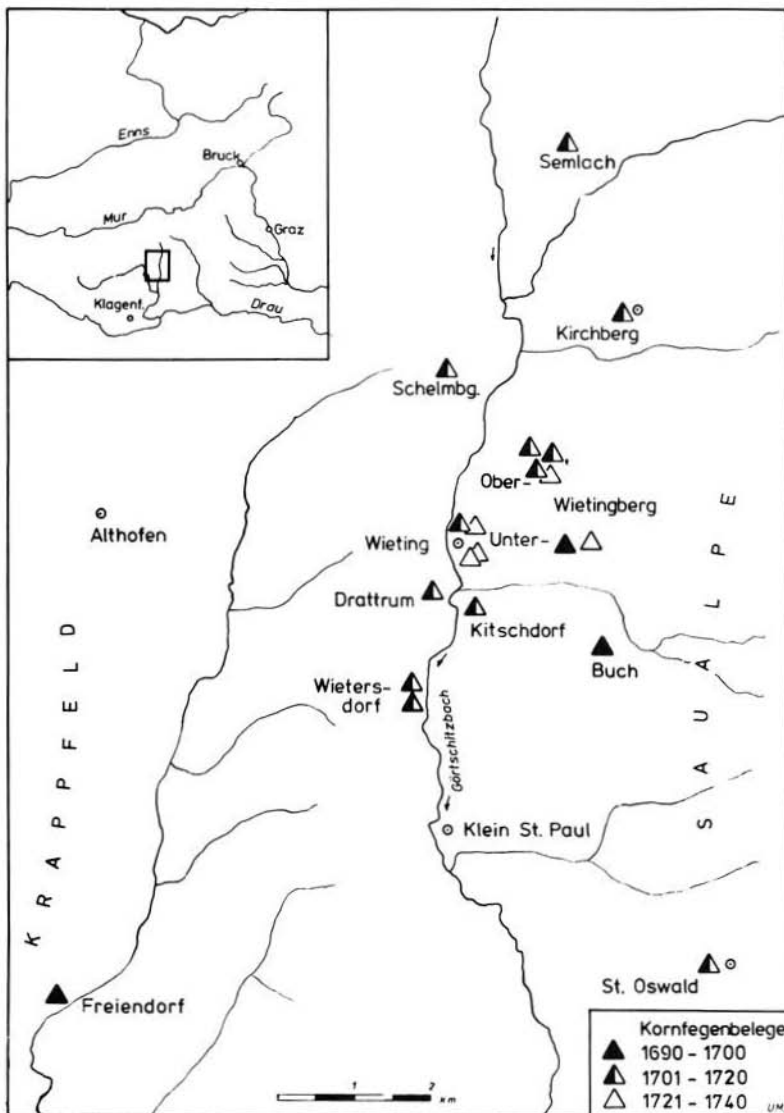 Enns
Bruck
Mur
Graz
Klagenf.
Drau
Semlach
Kirchberg
Schelmbg.
Ober-
Wietingberg
Althofen
Wieting
Unter-
Drattrum
Kitschdorf
Buch
Wieters-
dorf
Görtschitzbach
KRAPPFELD
SAUALPE
Klein St. Paul
St. Oswald
Freiendorf
Kornfegenbelege
1690 - 1700
1701 - 1720
1721 - 1740
UM
1 2
km